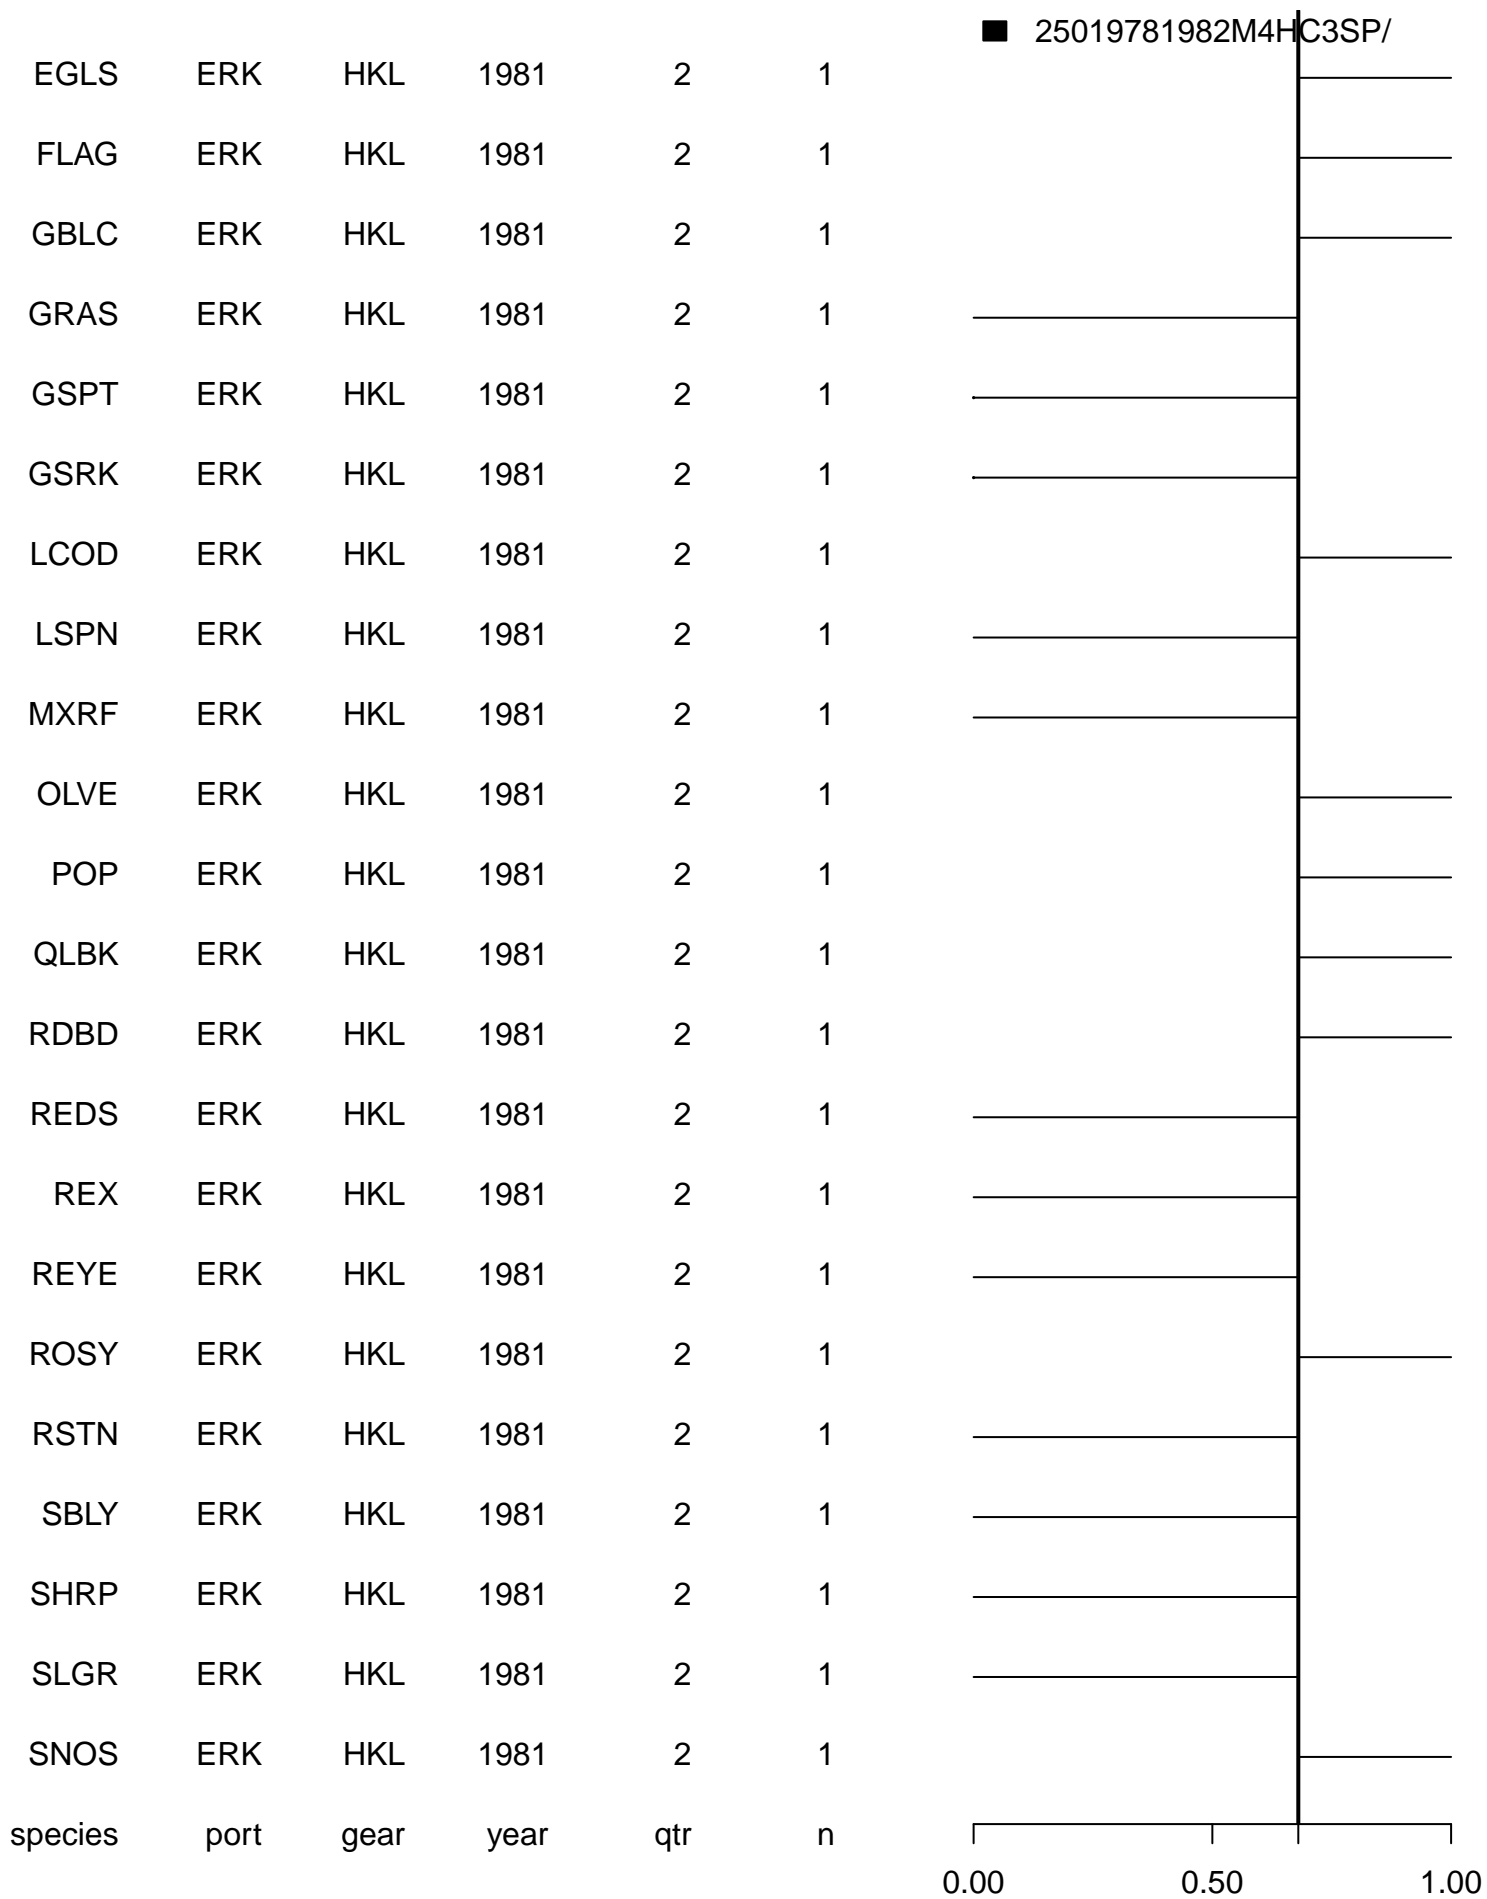 25019781982M4HC3SP/
EGLS ERK HKL 1981 2 1
FLAG ERK HKL 1981 2 1
GBLC ERK HKL 1981 2 1
GRAS ERK HKL 1981 2 1
GSPT ERK HKL 1981 2 1
GSRK ERK HKL 1981 2 1
LCOD ERK HKL 1981 2 1
LSPN ERK HKL 1981 2 1
MXRF ERK HKL 1981 2 1
OLVE ERK HKL 1981 2 1
POP ERK HKL 1981 2 1
QLBK ERK HKL 1981 2 1
RDBD ERK HKL 1981 2 1
REDS ERK HKL 1981 2 1
REX ERK HKL 1981 2 1
REYE ERK HKL 1981 2 1
ROSY ERK HKL 1981 2 1
RSTN ERK HKL 1981 2 1
SBLY ERK HKL 1981 2 1
SHRP ERK HKL 1981 2 1
SLGR ERK HKL 1981 2 1
SNOS ERK HKL 1981 2 1
species port gear year qtr n
0.00 0.50 1.00